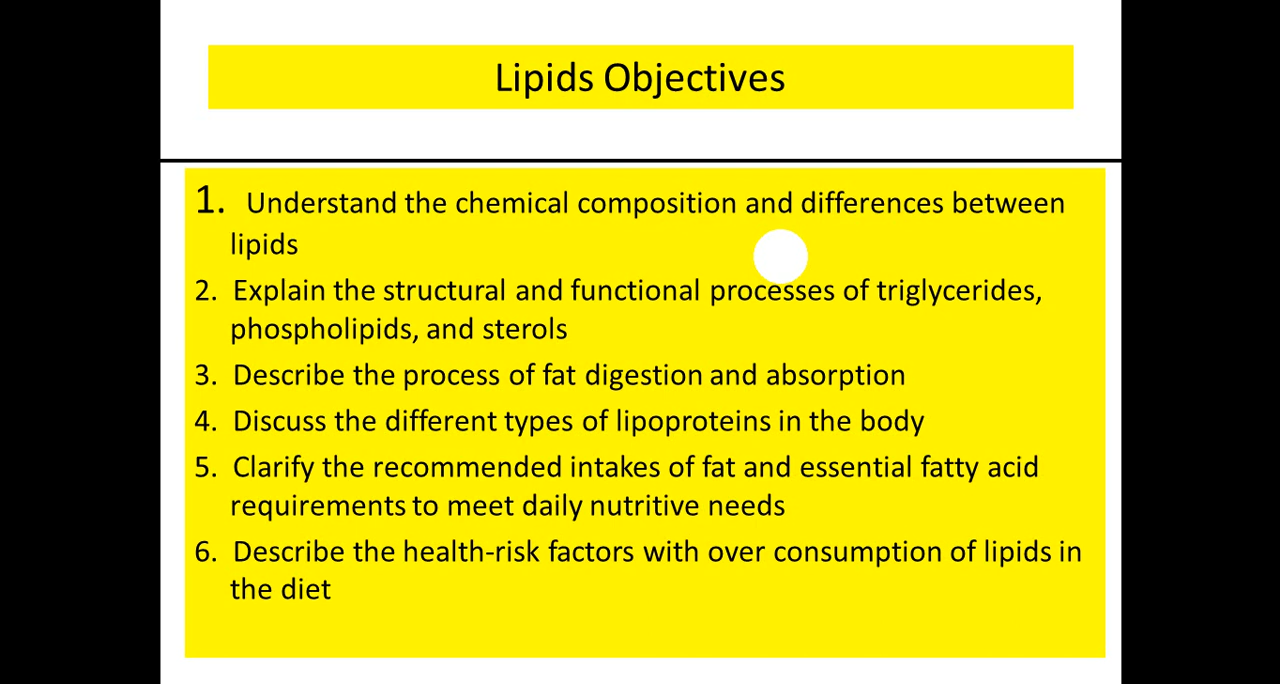 Lipids Objectives
1. Understand the chemical composition and differences between
lipids
2. Explain the structural and functional processes of triglycerides,
phospholipids, and sterols
3. Describe the process of fat digestion and absorption
4. Discuss the different types of lipoproteins in the body
5. Clarify the recommended intakes of fat and essential fatty acid
requirements to meet daily nutritive needs
6. Describe the health-risk factors with over consumption of lipids in
the diet